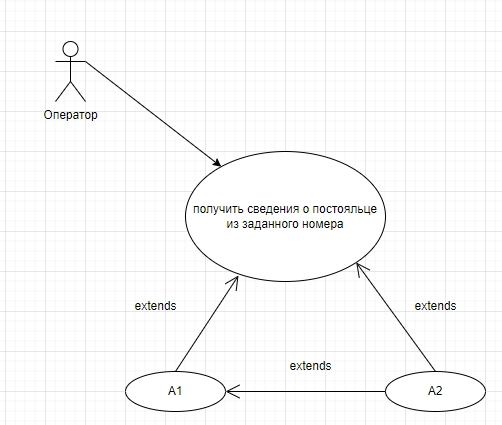 Оператор
получить сведения о постояльце
из заданного номера
extends
extends
extends
A1
A2